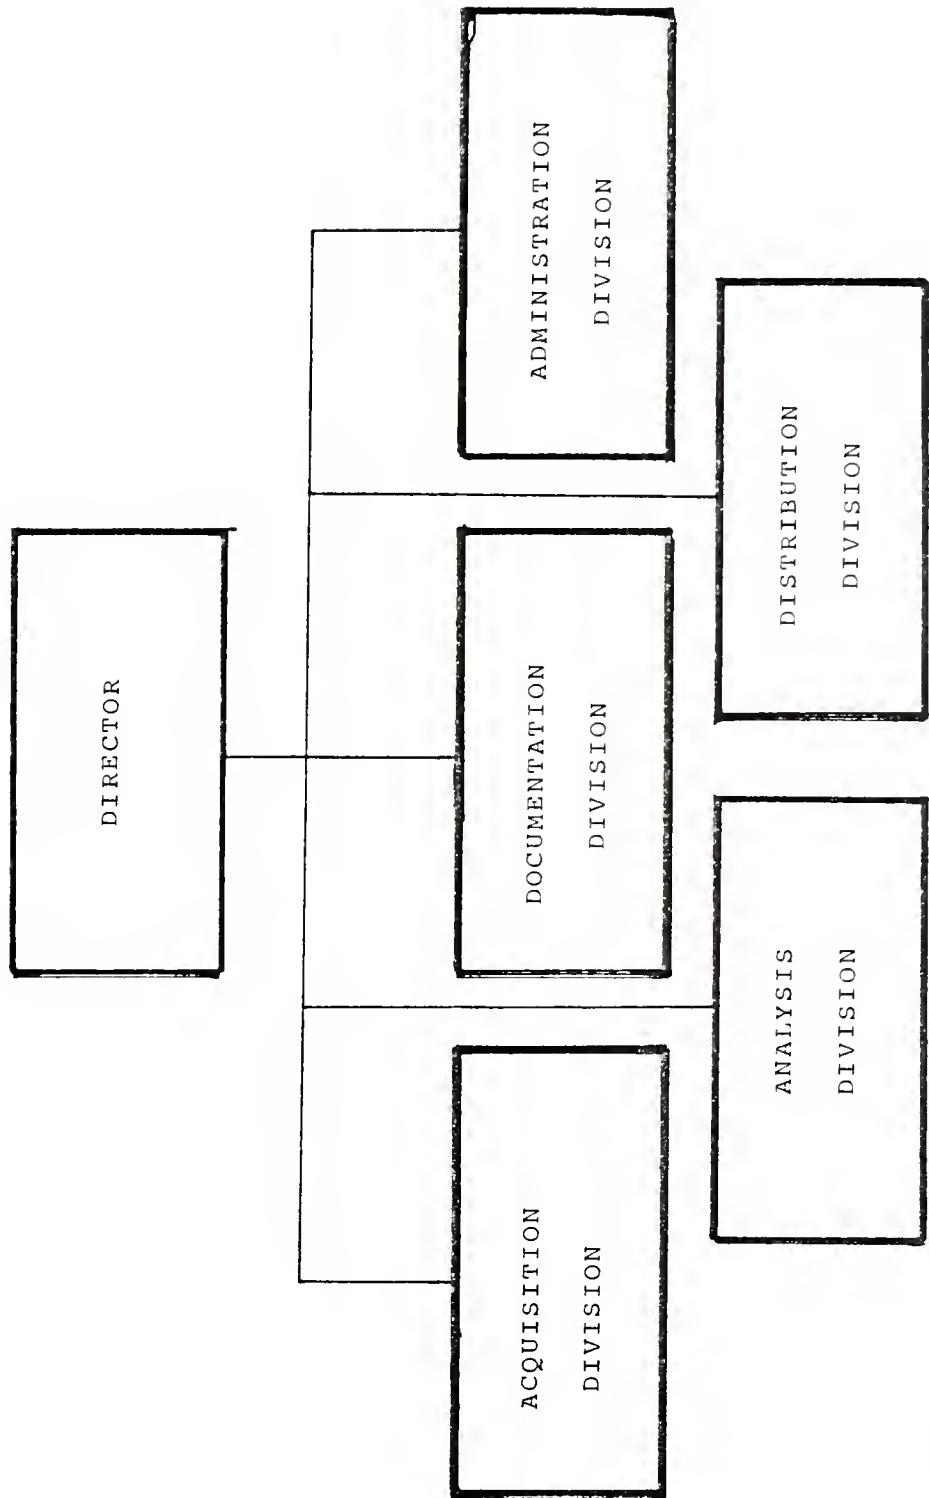 DIRECTOR
ACQUISITION
DIVISION
DOCUMENTATION
DIVISION
ADMINISTRATION
DIVISION
ANALYSIS
DIVISION
DISTRIBUTION
DIVISION